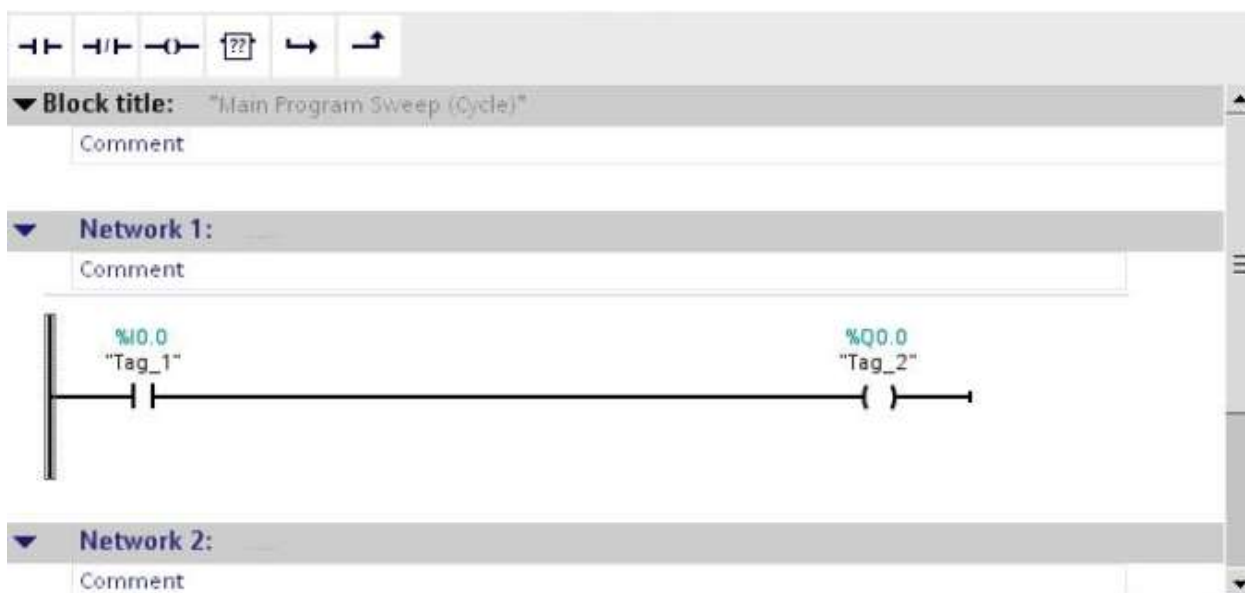 ??
Block title: "Main Program Sweep (Cycle)"
Comment
Network 1: .....
Comment
%I0.0
"Tag_1"
%Q0.0
"Tag_2"
Network 2: .....
Comment